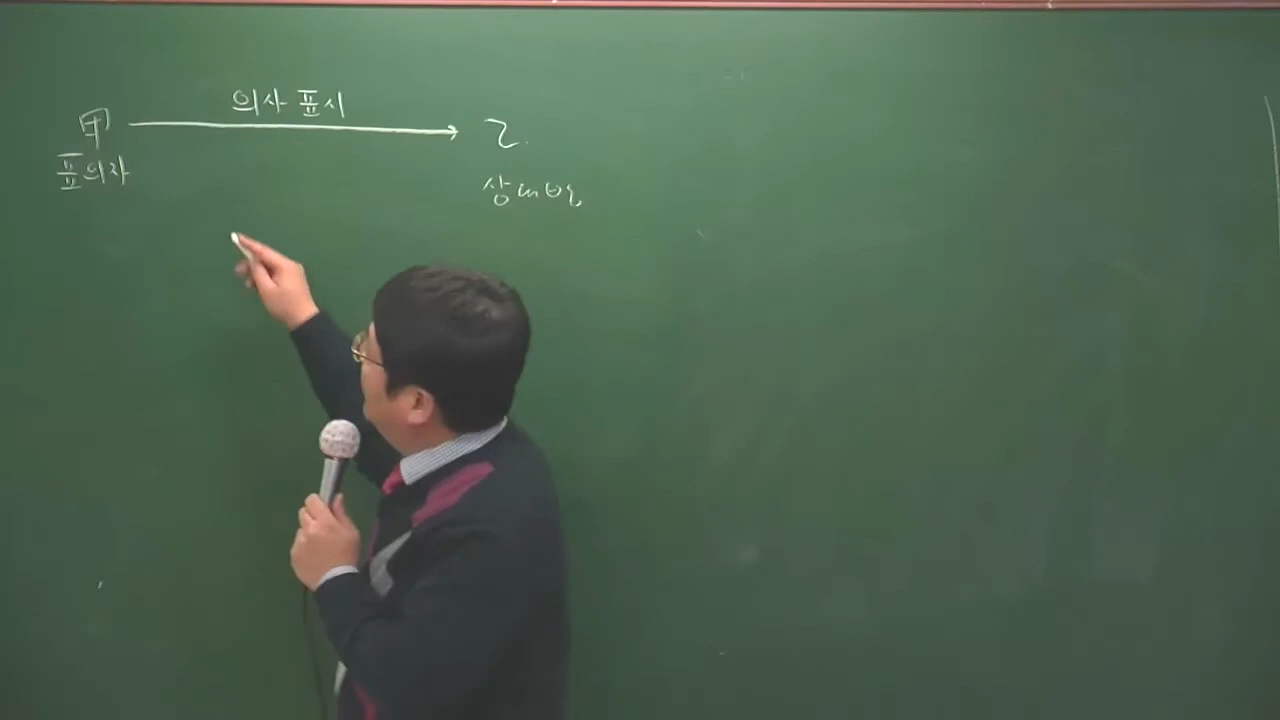 의사 표시
甲 → 乙.
표의자
상대방